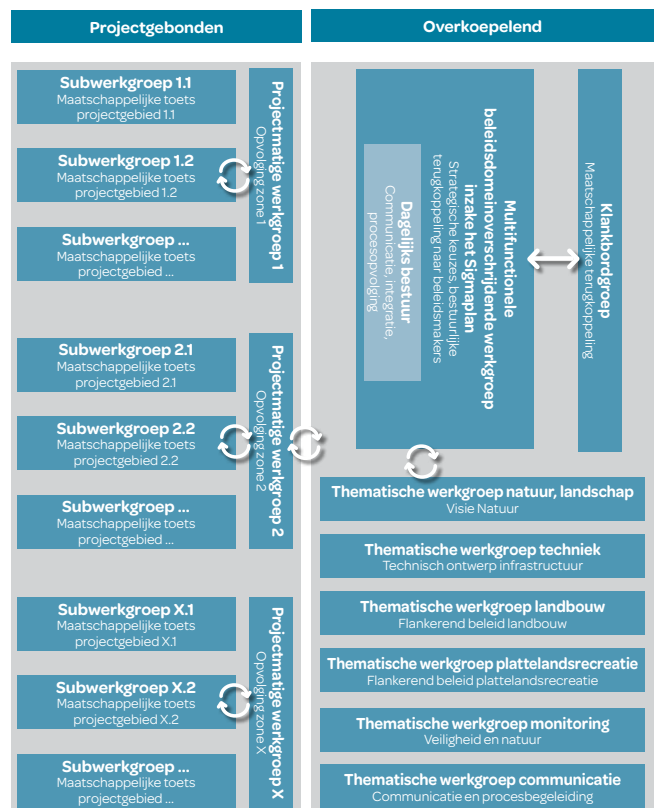 Projectgebonden
Subwerkgroep 1.1
Maatschappelijke toets
projectgebied 1.1
Subwerkgroep 1.2
Maatschappelijke toets
projectgebied 1.2
Subwerkgroep ...
Maatschappelijke toets
projectgebied ...
Projectmatige werkgroep 1
Opvolging zone 1
Subwerkgroep 2.1
Maatschappelijke toets
projectgebied 2.1
Subwerkgroep 2.2
Maatschappelijke toets
projectgebied 2.2
Subwerkgroep ...
Maatschappelijke toets
projectgebied ...
Projectmatige werkgroep 2
Opvolging zone 2
Subwerkgroep X.1
Maatschappelijke toets
projectgebied X.1
Subwerkgroep X.2
Maatschappelijke toets
projectgebied X.2
Subwerkgroep ...
Maatschappelijke toets
projectgebied ...
Projectmatige werkgroep X
Opvolging zone X
Overkoepelend
Multifunctionele
beleidsdomeinoverschrijdende werkgroep
inzake het Sigmaplan
Strategische keuzes, bestuurlijke
terugkoppeling naar beleidsmakers
Dagelijks bestuur
Communicatie, integratie,
procesopvolging
Klankbordgroep
Maatschappelijke terugkoppeling
Thematische werkgroep natuur, landschap
Visie Natuur
Thematische werkgroep techniek
Technisch ontwerp infrastructuur
Thematische werkgroep landbouw
Flankerend beleid landbouw
Thematische werkgroep plattelandsrecreatie
Flankerend beleid plattelandsrecreatie
Thematische werkgroep monitoring
Veiligheid en natuur
Thematische werkgroep communicatie
Communicatie en procesbegeleiding